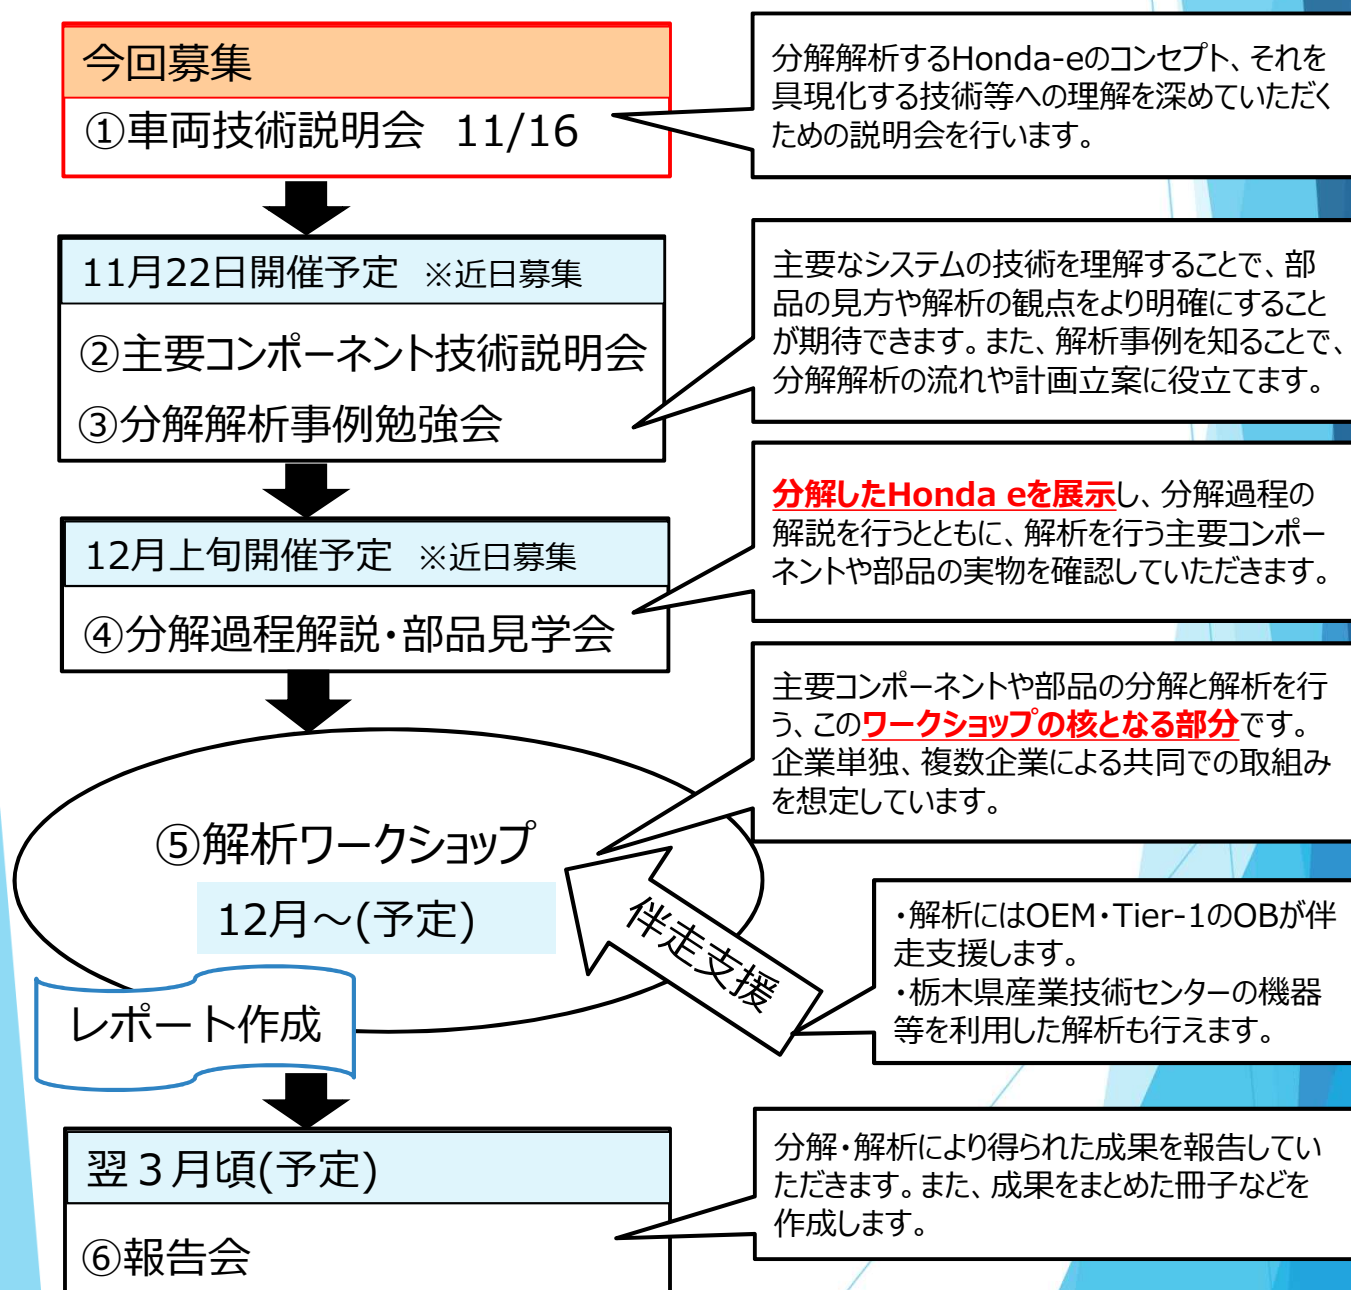 今回募集
①車両技術説明会　11/16
分解解析するHonda-eのコンセプト、それを
具現化する技術等への理解を深めていただく
ための説明会を行います。
11月22日開催予定　※近日募集
②主要コンポーネント技術説明会
③分解解析事例勉強会
主要なシステムの技術を理解することで、部
品の見方や解析の観点をより明確にすること
が期待できます。また、解析事例を知ることで、
分解解析の流れや計画立案に役立てます。
12月上旬開催予定　※近日募集
④分解過程解説・部品見学会
分解したHonda eを展示し、分解過程の
解説を行うとともに、解析を行う主要コンポー
ネントや部品の実物を確認していただきます。
⑤解析ワークショップ
12月～(予定)
主要コンポーネントや部品の分解と解析を行
う、このワークショップの核となる部分です。
企業単独、複数企業による共同での取組み
を想定しています。
伴走支援
・解析にはOEM・Tier-1のOBが伴
走支援します。
・栃木県産業技術センターの機器
等を利用した解析も行えます。
レポート作成
翌３月頃(予定)
⑥報告会
分解・解析により得られた成果を報告してい
ただきます。また、成果をまとめた冊子などを
作成します。